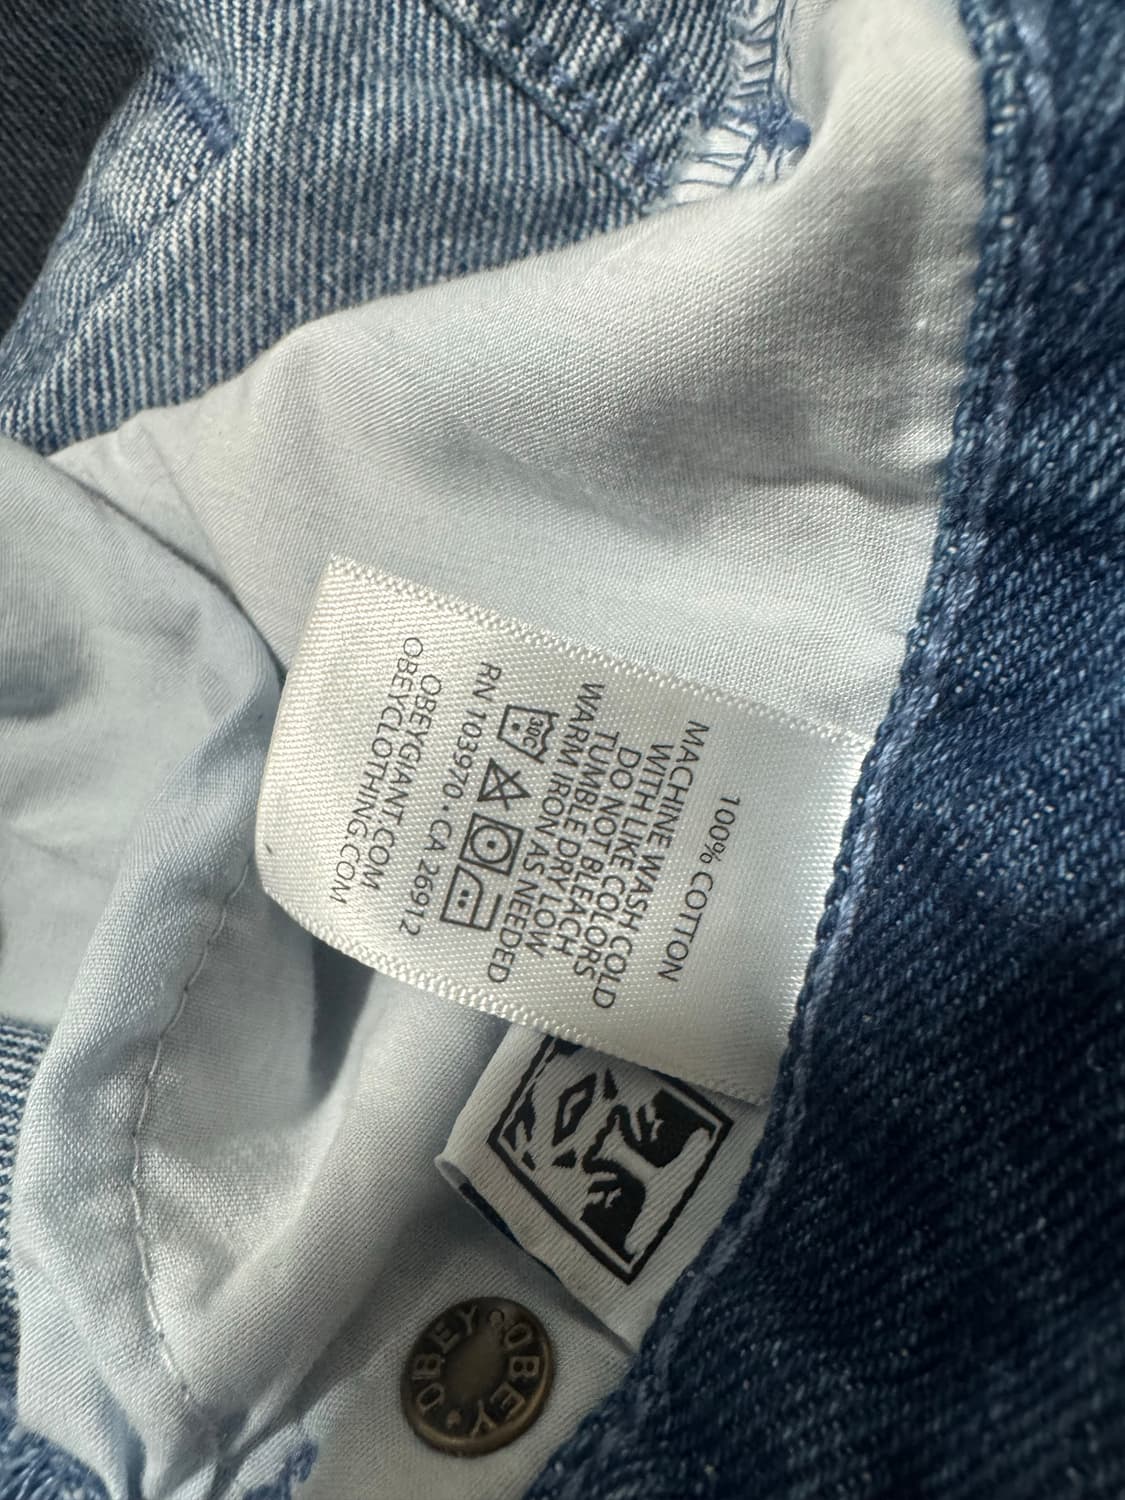 100% COTTON
MACHINE WASH COLD
WITH LIKE COLORS
DO NOT BLEACH
TUMBLE DRY LOW
WARM IRON AS NEEDED
30C
RN 103970 • CA 26912
OBEYGIANT.COM
OBEYCLOTHING.COM
OBEY • OBEY •